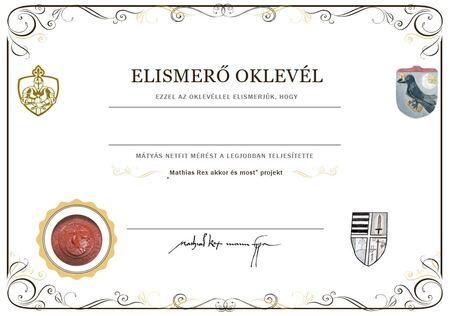 ELISMERŐ OKLEVÉL
EZZEL AZ OKLEVÉLLEL ELISMERJÜK, HOGY
MÁTYÁS NETFIT MÉRÉST A LEGJOBBAN TELJESÍTETTE
„Mathias Rex akkor és most" projekt